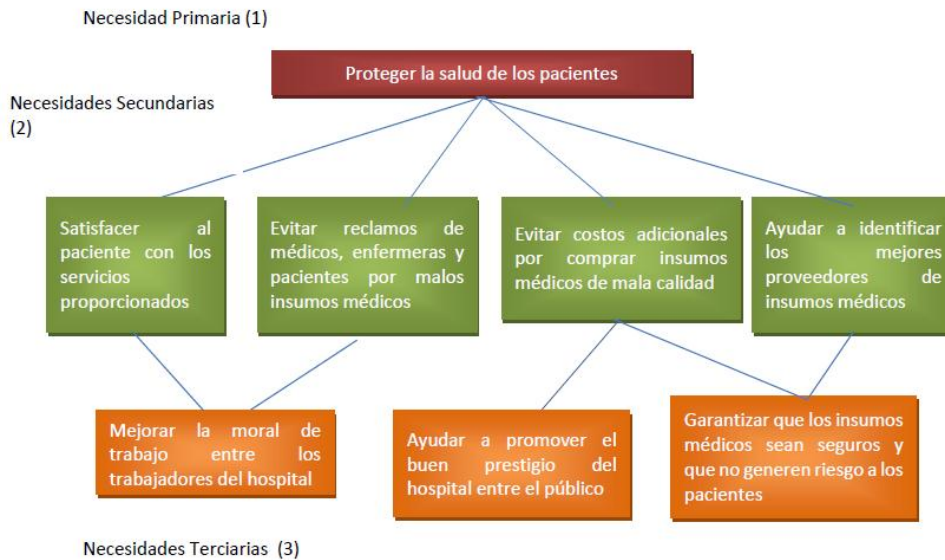 Necesidad Primaria (1)
Proteger la salud de los pacientes
Necesidades Secundarias
(2)
Satisfacer al
paciente con los
servicios
proporcionados
Evitar reclamos de
médicos, enfermeras y
pacientes por malos
insumos médicos
Evitar costos adicionales
por comprar insumos
médicos de mala calidad
Ayudar a identificar
los mejores
proveedores de
insumos médicos
Mejorar la moral de
trabajo entre los
trabajadores del hospital
Ayudar a promover el
buen prestigio del
hospital entre el público
Garantizar que los insumos
médicos sean seguros y
que no generen riesgo a los
pacientes
Necesidades Terciarias (3)